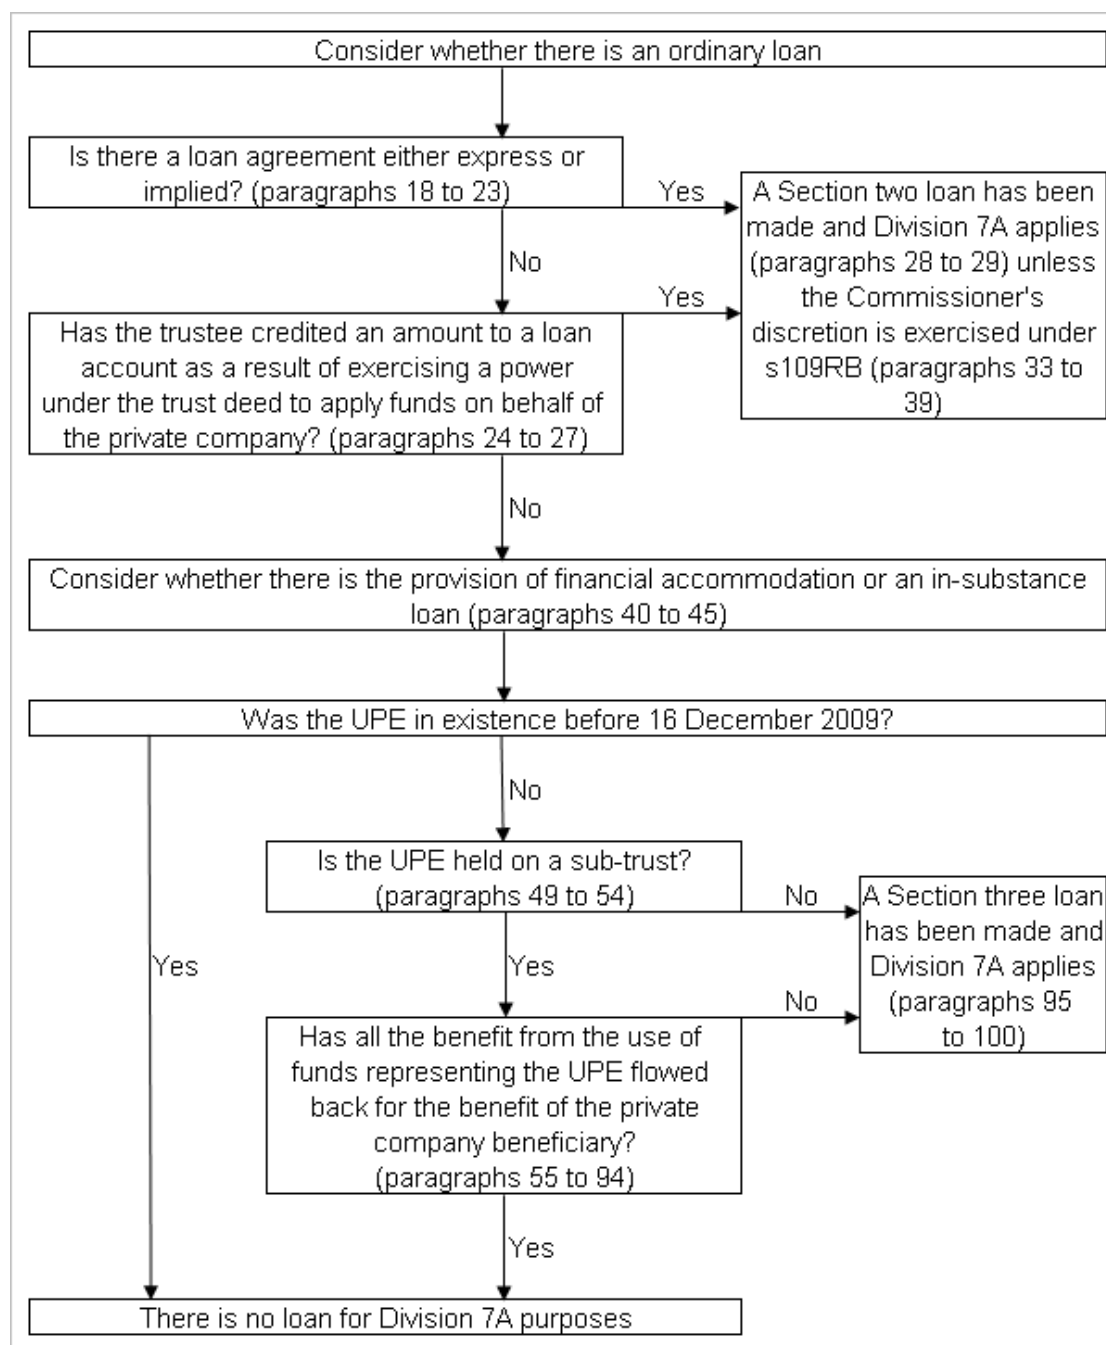 Consider whether there is an ordinary loan
Is there a loan agreement either express or
implied? (paragraphs 18 to 23)
Yes
A Section two loan has been
made and Division 7A applies
(paragraphs 28 to 29) unless
the Commissioner's
discretion is exercised under
s109RB (paragraphs 33 to
39)
No
Yes
Has the trustee credited an amount to a loan
account as a result of exercising a power
under the trust deed to apply funds on behalf of
the private company? (paragraphs 24 to 27)
No
Consider whether there is the provision of financial accommodation or an in-substance
loan (paragraphs 40 to 45)
Was the UPE in existence before 16 December 2009?
No
Is the UPE held on a sub-trust?
(paragraphs 49 to 54)
No
A Section three loan
has been made and
Division 7A applies
(paragraphs 95
to 100)
Yes
Yes
No
Has all the benefit from the use of
funds representing the UPE flowed
back for the benefit of the private
company beneficiary?
(paragraphs 55 to 94)
Yes
There is no loan for Division 7A purposes